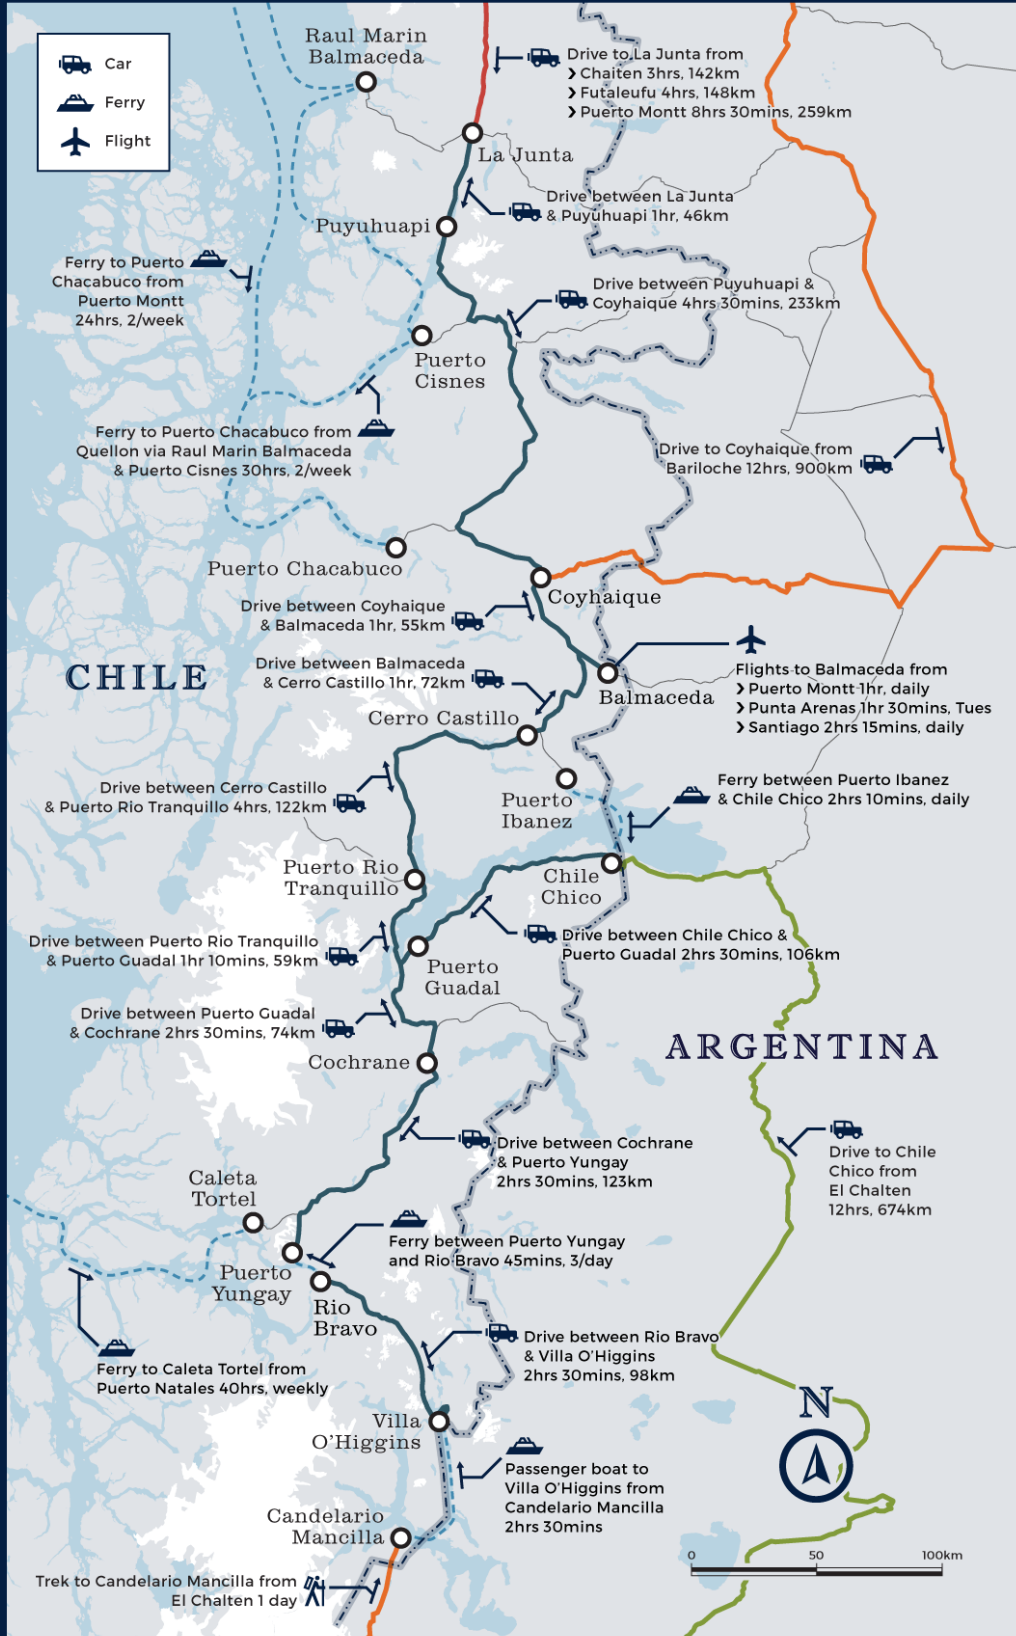 Car
Ferry
Flight
Raul Marin
Balmaceda
Drive to La Junta from
❯ Chaiten 3hrs, 142km
❯ Futaleufu 4hrs, 148km
❯ Puerto Montt 8hrs 30mins, 259km
La Junta
Drive between La Junta
& Puyuhuapi 1hr, 46km
Puyuhuapi
Ferry to Puerto
Chacabuco from
Puerto Montt
24hrs, 2/week
Drive between Puyuhuapi &
Coyhaique 4hrs 30mins, 233km
Puerto
Cisnes
Ferry to Puerto Chacabuco from
Quellon via Raul Marin Balmaceda
& Puerto Cisnes 30hrs, 2/week
Drive to Coyhaique from
Bariloche 12hrs, 900km
Puerto Chacabuco
Coyhaique
Drive between Coyhaique
& Balmaceda 1hr, 55km
CHILE
Drive between Balmaceda
& Cerro Castillo 1hr, 72km
Balmaceda
Flights to Balmaceda from
❯ Puerto Montt 1hr, daily
❯ Punta Arenas 1hr 30mins, Tues
❯ Santiago 2hrs 15mins, daily
Cerro Castillo
Drive between Cerro Castillo
& Puerto Rio Tranquillo 4hrs, 122km
Puerto
Ibanez
Ferry between Puerto Ibanez
& Chile Chico 2hrs 10mins, daily
Puerto Rio
Tranquillo
Chile
Chico
Drive between Puerto Rio Tranquillo
& Puerto Guadal 1hr 10mins, 59km
Drive between Chile Chico &
Puerto Guadal 2hrs 30mins, 106km
Puerto
Guadal
Drive between Puerto Guadal
& Cochrane 2hrs 30mins, 74km
ARGENTINA
Cochrane
Drive between Cochrane
& Puerto Yungay
2hrs 30mins, 123km
Drive to Chile
Chico from
El Chalten
12hrs, 674km
Caleta
Tortel
Ferry between Puerto Yungay
and Rio Bravo 45mins, 3/day
Puerto
Yungay
Rio
Bravo
Ferry to Caleta Tortel from
Puerto Natales 40hrs, weekly
Drive between Rio Bravo
& Villa O'Higgins
2hrs 30mins, 98km
N
Villa
O'Higgins
Passenger boat to
Villa O'Higgins from
Candelario Mancilla
2hrs 30mins
Candelario
Mancilla
0 50 100km
Trek to Candelario Mancilla from
El Chalten 1 day